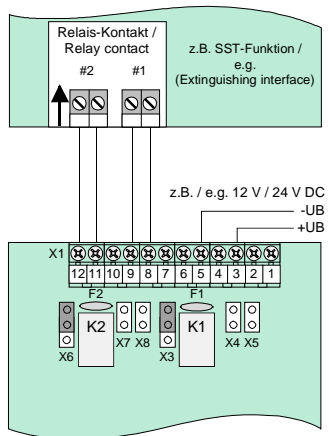 Relais-Kontakt /
Relay contact
#2 #1
z.B. SST-Funktion /
e.g.
(Extinguishing interface)
z.B. / e.g. 12 V / 24 V DC
-UB
+UB
X1
12 11 10 9 8 7 6 5 4 3 2 1
F2 F1
K2 K1
X6 X7 X8 X3 X4 X5